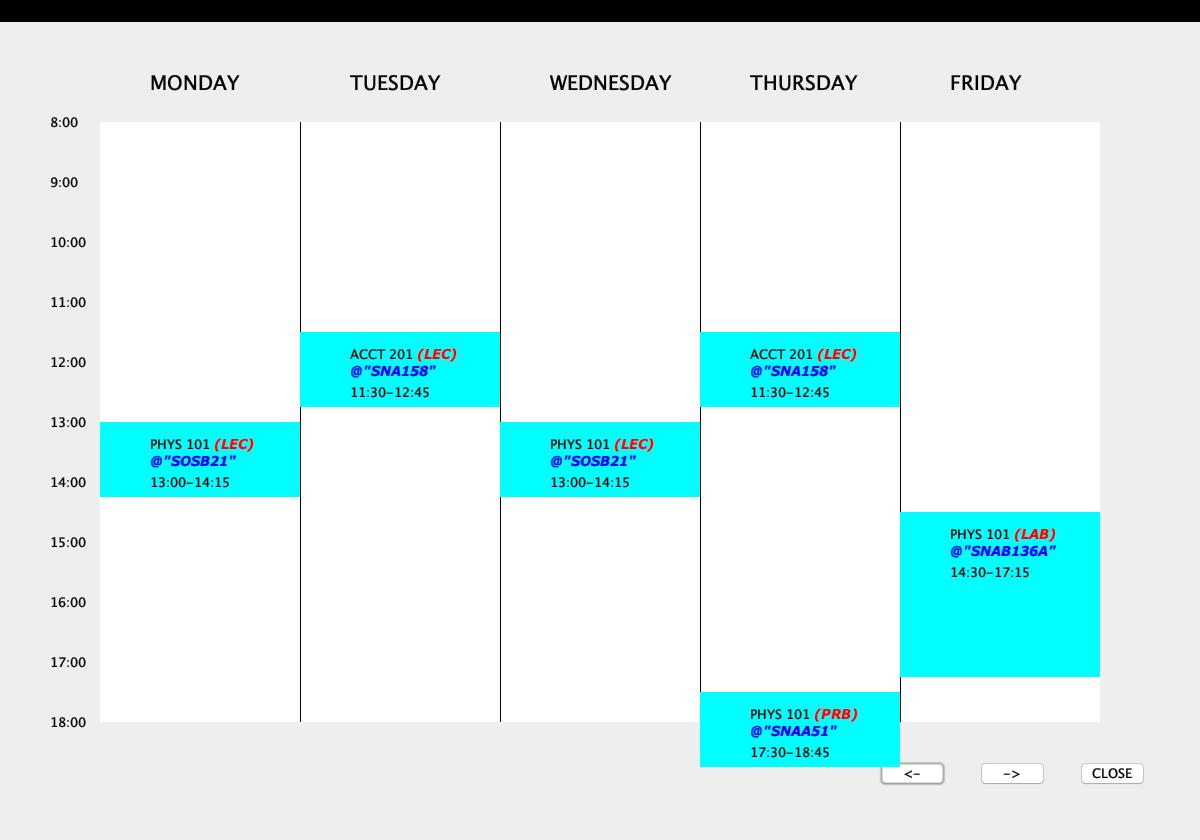 MONDAY TUESDAY WEDNESDAY THURSDAY FRIDAY
8:00
9:00
10:00
11:00
12:00
13:00
14:00
15:00
16:00
17:00
18:00
PHYS 101 (LEC)
@"SOSB21"
13:00-14:15
ACCT 201 (LEC)
@"SNA158"
11:30-12:45
PHYS 101 (LEC)
@"SOSB21"
13:00-14:15
ACCT 201 (LEC)
@"SNA158"
11:30-12:45
PHYS 101 (PRB)
@"SNAA51"
17:30-18:45
PHYS 101 (LAB)
@"SNAB136A"
14:30-17:15
<- -> CLOSE